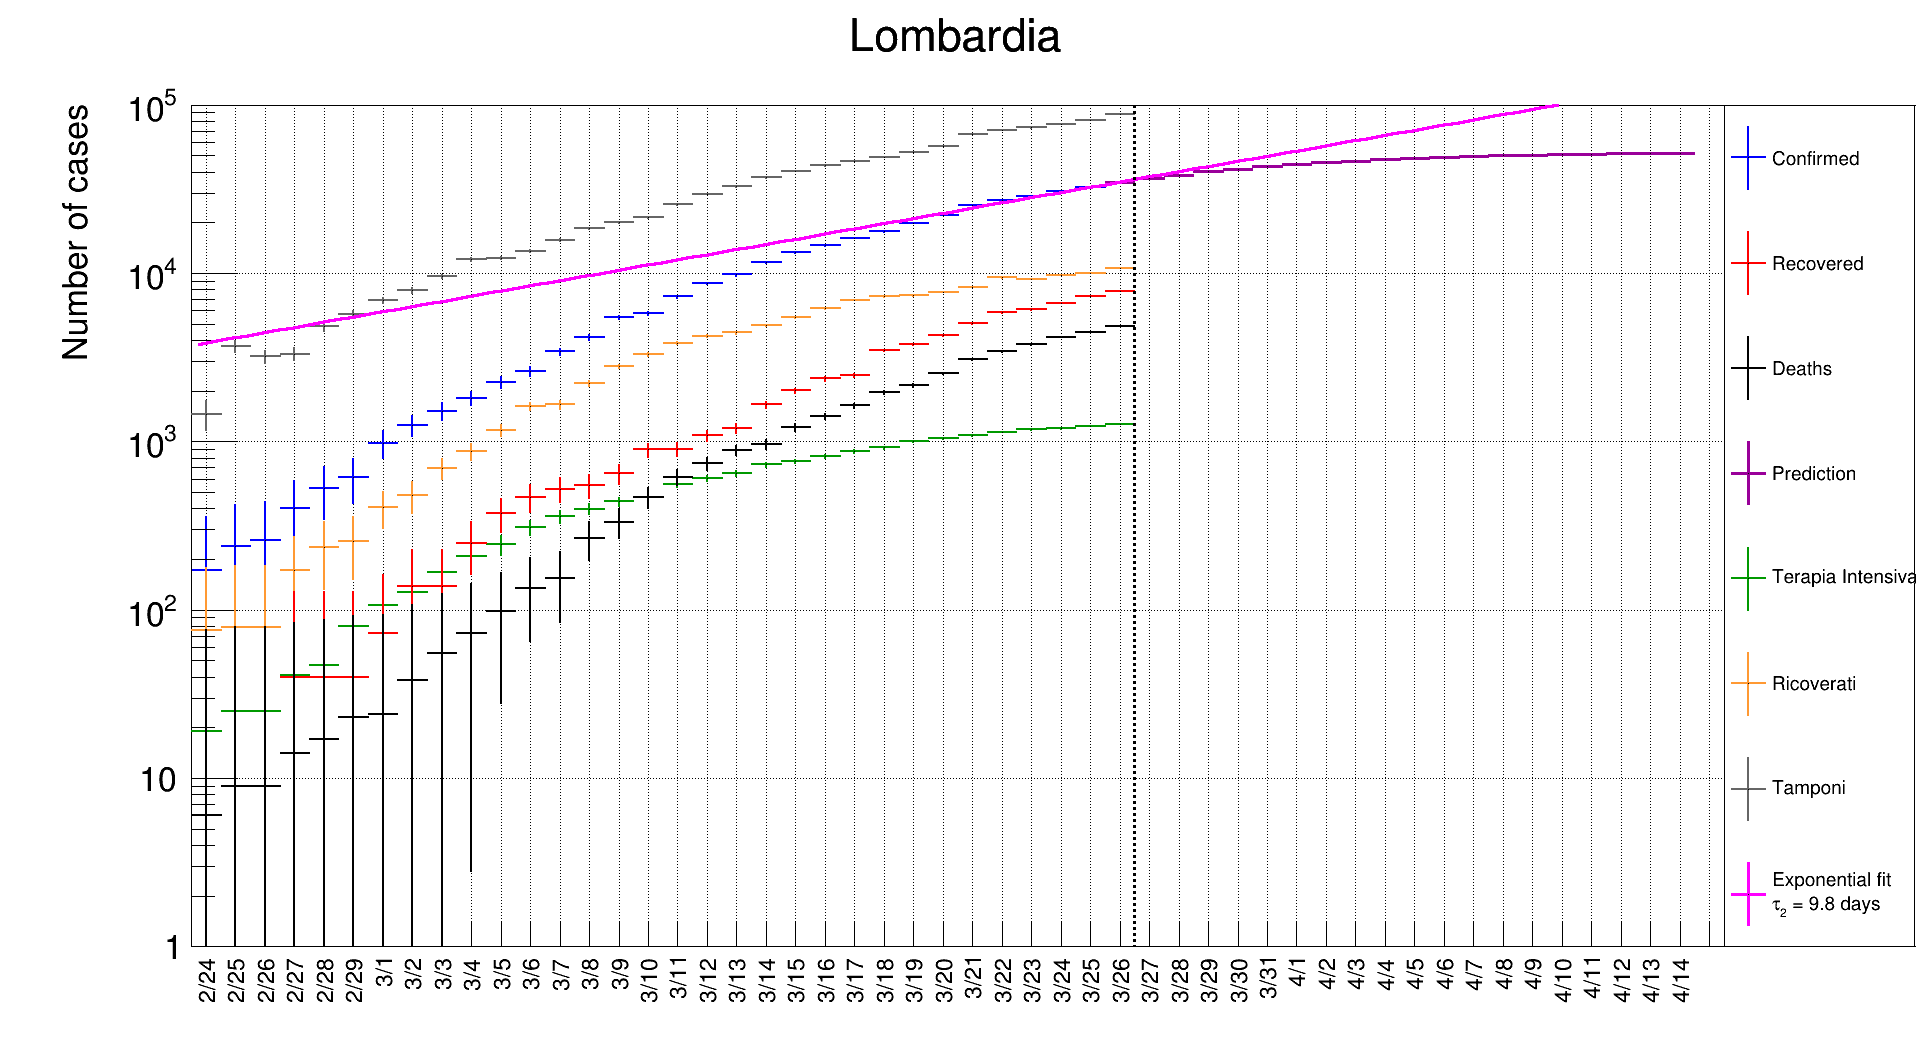 Lombardia
Number of cases
10^5
10^4
10^3
10^2
10
1
2/24 2/25 2/26 2/27 2/28 2/29 3/1 3/2 3/3 3/4 3/5 3/6 3/7 3/8 3/9 3/10 3/11 3/12 3/13 3/14 3/15 3/16 3/17 3/18 3/19 3/20 3/21 3/22 3/23 3/24 3/25 3/26 3/27 3/28 3/29 3/30 3/31 4/1 4/2 4/3 4/4 4/5 4/6 4/7 4/8 4/9 4/10 4/11 4/12 4/13 4/14
Confirmed
Recovered
Deaths
Prediction
Terapia Intensiva
Ricoverati
Tamponi
Exponential fit
τ₂ = 9.8 days